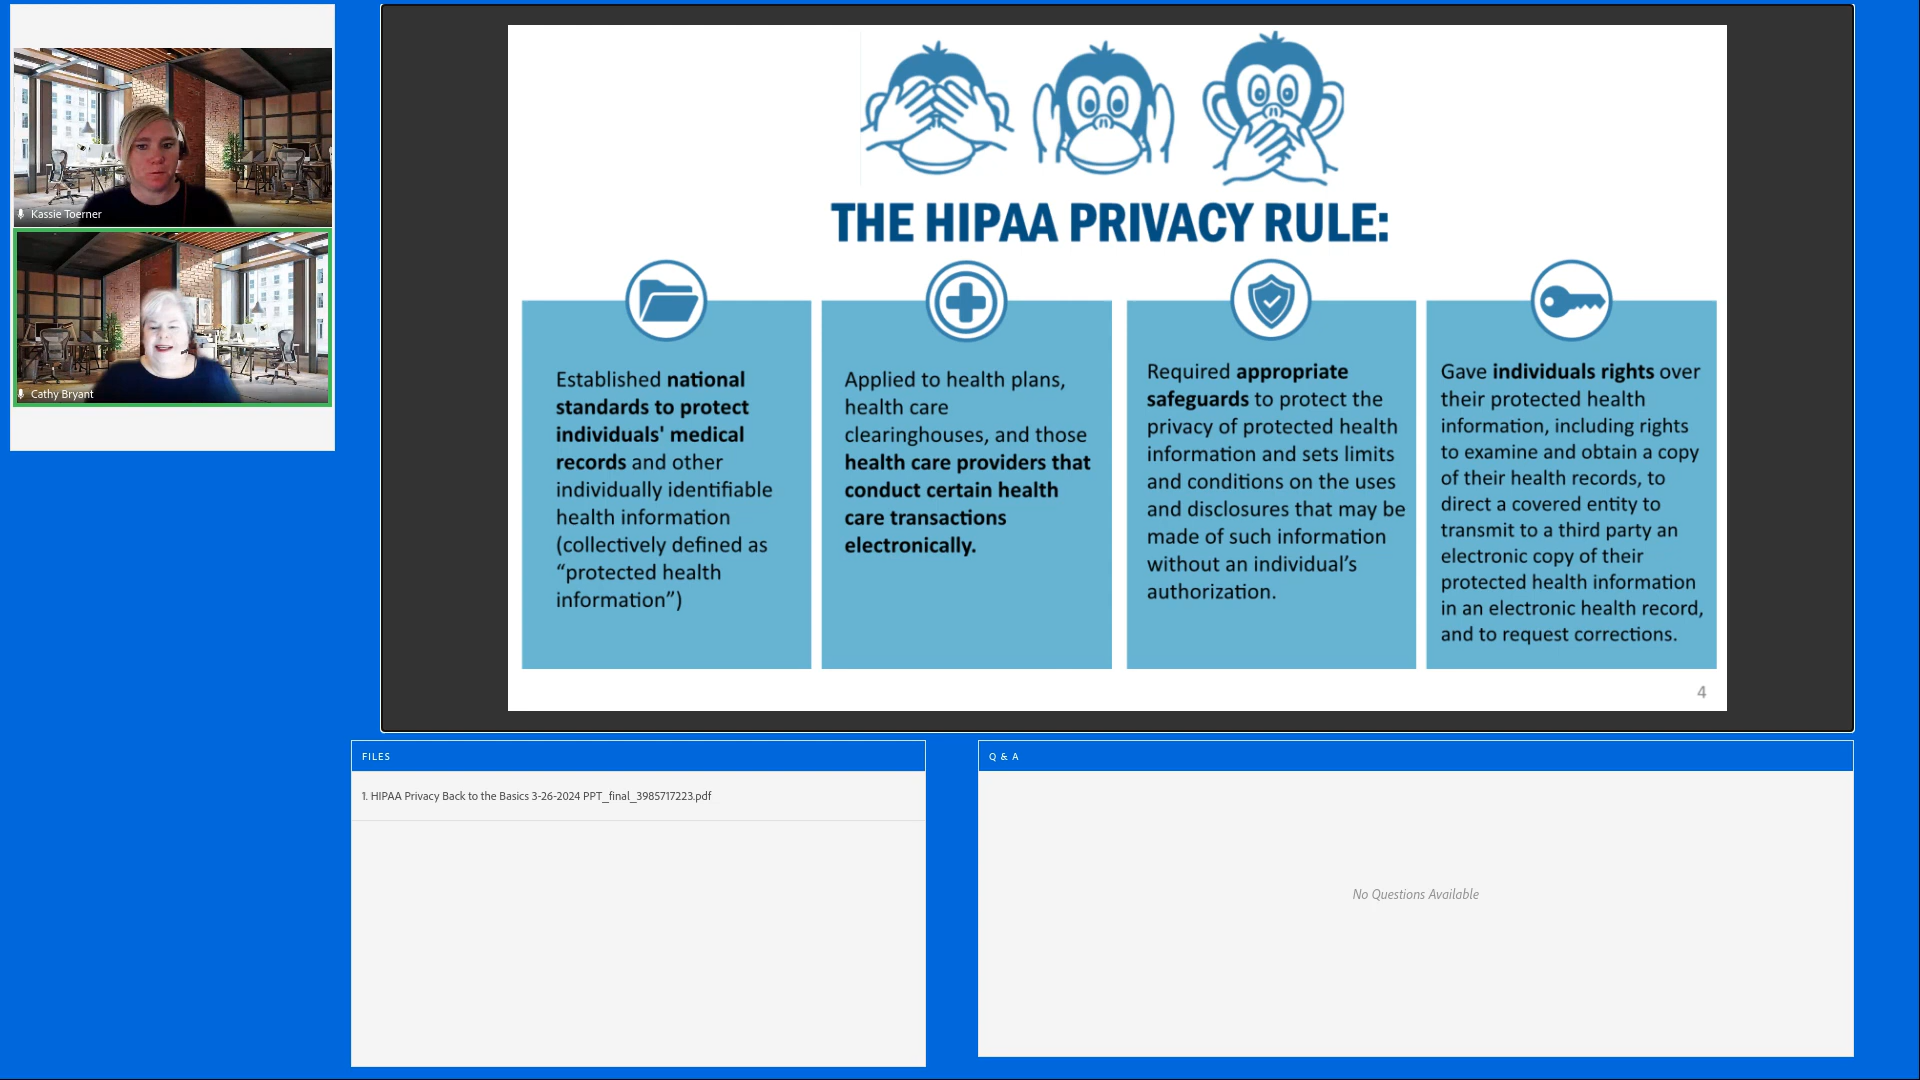 Kassie Toerner
Cathy Bryant
THE HIPAA PRIVACY RULE:
Established national
standards to protect
individuals' medical
records and other
individually identifiable
health information
(collectively defined as
“protected health
information”)
Applied to health plans,
health care
clearinghouses, and those
health care providers that
conduct certain health
care transactions
electronically.
Required appropriate
safeguards to protect the
privacy of protected health
information and sets limits
and conditions on the uses
and disclosures that may be
made of such information
without an individual’s
authorization.
Gave individuals rights over
their protected health
information, including rights
to examine and obtain a copy
of their health records, to
direct a covered entity to
transmit to a third party an
electronic copy of their
protected health information
in an electronic health record,
and to request corrections.
4
FILES
1. HIPAA Privacy Back to the Basics 3-26-2024 PPT_final_3985717223.pdf
Q & A
No Questions Available